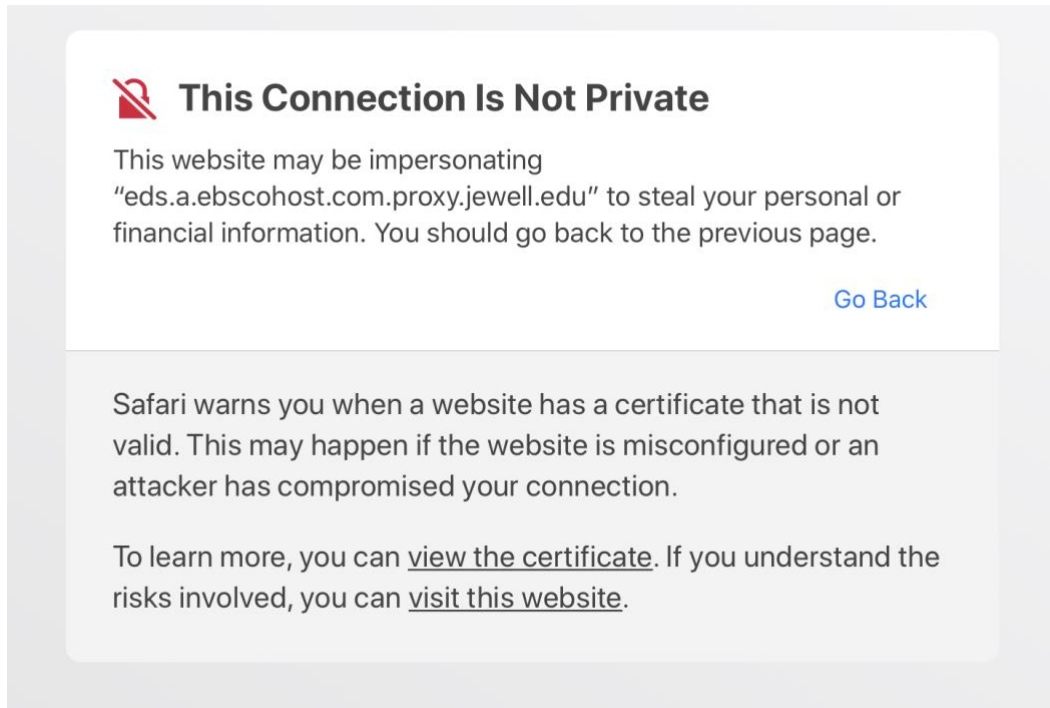 This Connection Is Not Private
This website may be impersonating
“eds.a.ebscohost.com.proxy.jewell.edu” to steal your personal or
financial information. You should go back to the previous page.
Go Back
Safari warns you when a website has a certificate that is not
valid. This may happen if the website is misconfigured or an
attacker has compromised your connection.
To learn more, you can view the certificate. If you understand the
risks involved, you can visit this website.